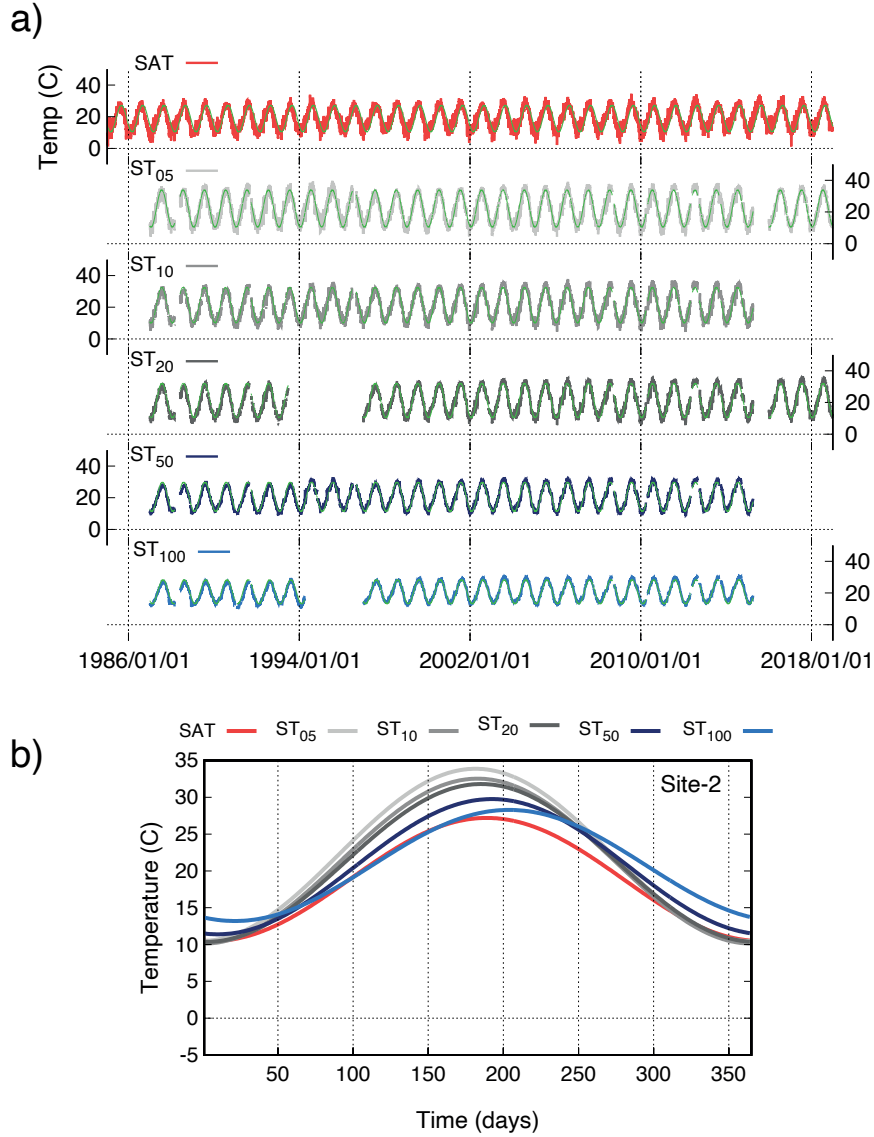 a)
SAT
Temp (C)
40
20
0
ST05
40
20
0
ST10
40
20
0
ST20
40
20
0
ST50
40
20
0
ST100
40
20
0
1986/01/01 1994/01/01 2002/01/01 2010/01/01 2018/01/01
b)
SAT ST05 ST10 ST20 ST50 ST100
Site-2
Temperature (C)
35
30
25
20
15
10
5
0
-5
50 100 150 200 250 300 350
Time (days)